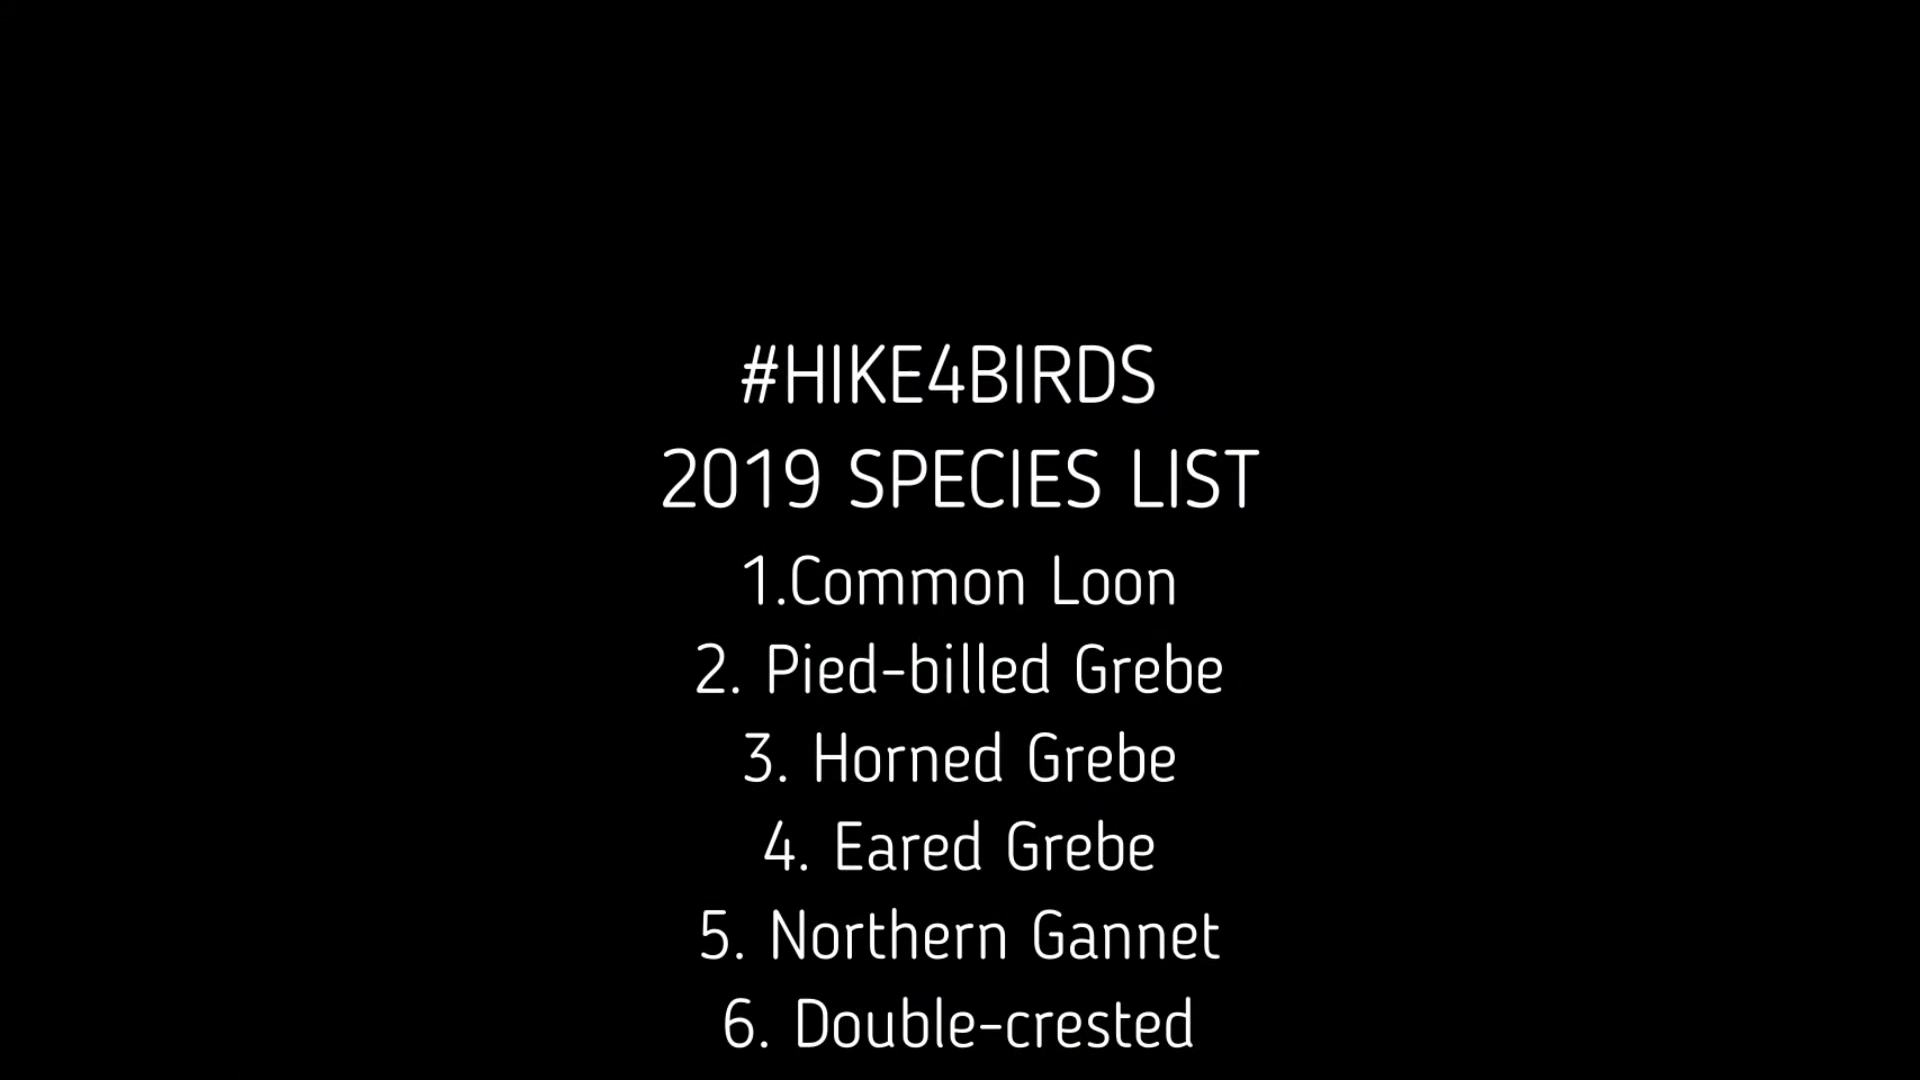 #HIKE4BIRDS
2019 SPECIES LIST
1.Common Loon
2. Pied-billed Grebe
3. Horned Grebe
4. Eared Grebe
5. Northern Gannet
6. Double-crested